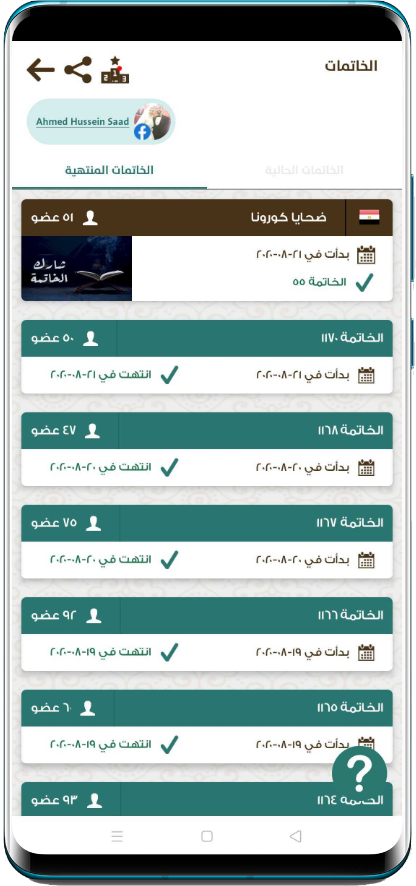 الخاتمات
Ahmed Hussein Saad
الخاتمات الحالية
الخاتمات المنتهية
ضحايا كورونا
٥١ عضو
بدأت في ٢١-٠٨-٢٠٢٠
الخاتمة ٥٥
شارك
الخاتمة
الخاتمة ١١٧٠
٥٠ عضو
بدأت في ٢١-٠٨-٢٠٢٠
انتهت في ٢١-٠٨-٢٠٢٠
الخاتمة ١١٦٨
٤٧ عضو
بدأت في ٢٠-٠٨-٢٠٢٠
انتهت في ٢٠-٠٨-٢٠٢٠
الخاتمة ١١٦٧
٧٥ عضو
بدأت في ٢٠-٠٨-٢٠٢٠
انتهت في ٢٠-٠٨-٢٠٢٠
الخاتمة ١١٦٦
٩٢ عضو
بدأت في ١٩-٠٨-٢٠٢٠
انتهت في ١٩-٠٨-٢٠٢٠
الخاتمة ١١٦٥
٦٠ عضو
بدأت في ١٩-٠٨-٢٠٢٠
انتهت في ١٩-٠٨-٢٠٢٠
?
الخاتمة ١١٦٤
٩٣ عضو